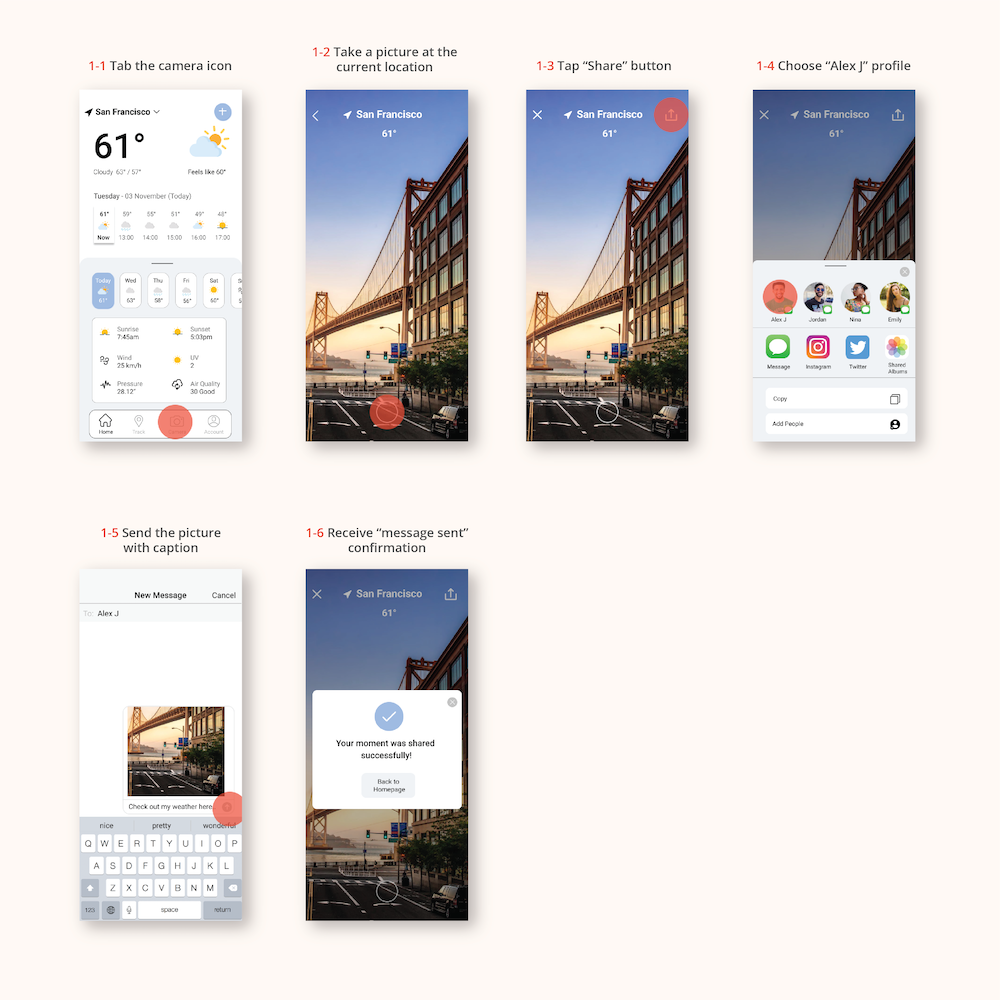 1-1 Tab the camera icon
San Francisco
61°
Cloudy 60° / 57°
Feels like 60°
Tuesday - 03 November (Today)
61° 59° 55° 51° 49° 48°
Now 13:00 14:00 15:00 16:00 17:00
Today Wed Thu Fri Sat
61° 63° 58° 56° 60°
Sunrise
7:45am
Sunset
5:03pm
Wind
25 km/h
UV
2
Pressure
28.12"
Air Quality
30 Good
Home Track Camera Account
1-2 Take a picture at the
current location
San Francisco
61°
1-3 Tap “Share” button
San Francisco
61°
1-4 Choose “Alex J” profile
San Francisco
61°
Alex J Jordan Nina Emily
Message Instagram Twitter Shared
Albums
Copy
Add People
1-5 Send the picture
with caption
New Message Cancel
To: Alex J
Check out my weather here
nice pretty wonderful
Q W E R T Y U I O P
A S D F G H J K L
Z X C V B N M
123 space return
1-6 Receive “message sent”
confirmation
San Francisco
61°
Your moment was shared
successfully!
Back to
Homepage